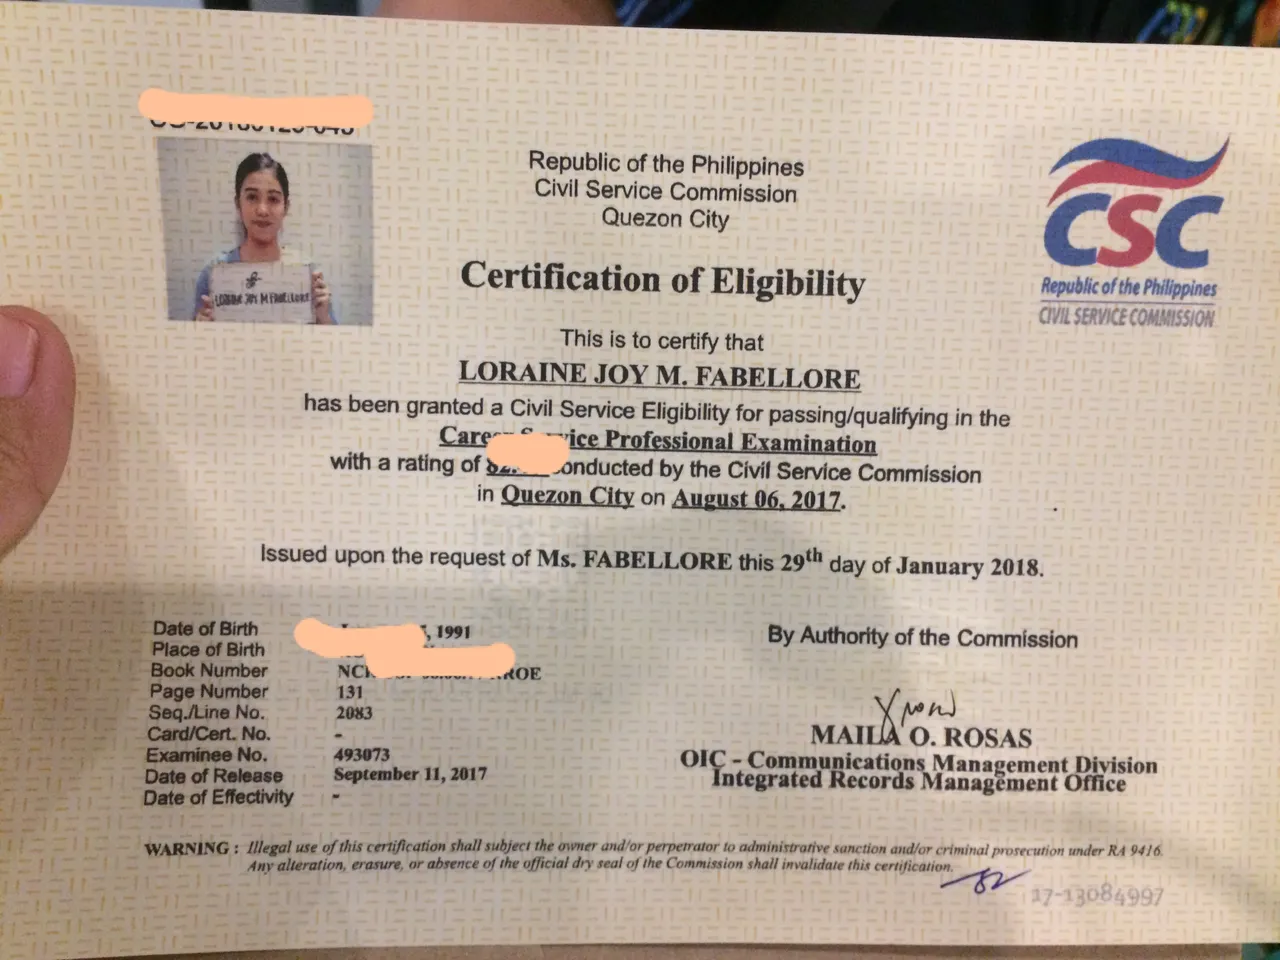 Republic of the Philippines
Civil Service Commission
Quezon City
CSC
Republic of the Philippines
CIVIL SERVICE COMMISSION
Certification of Eligibility
LORAINE JOY M FABELLORE
This is to certify that
LORAINE JOY M. FABELLORE
has been granted a Civil Service Eligibility for passing/qualifying in the
Professional Examination
with a rating of conducted by the Civil Service Commission
in Quezon City on August 06, 2017.
Issued upon the request of Ms. FABELLORE this 29th day of January 2018.
Date of Birth , 1991
Place of Birth
Book Number
Page Number 131
Seq./Line No. 2083
Card/Cert. No. -
Examinee No. 493073
Date of Release September 11, 2017
Date of Effectivity -
By Authority of the Commission
MAILA O. ROSAS
OIC - Communications Management Division
Integrated Records Management Office
WARNING : Illegal use of this certification shall subject the owner and/or perpetrator to administrative sanction and/or criminal prosecution under RA 9416.
Any alteration, erasure, or absence of the official dry seal of the Commission shall invalidate this certification.
17-13084997